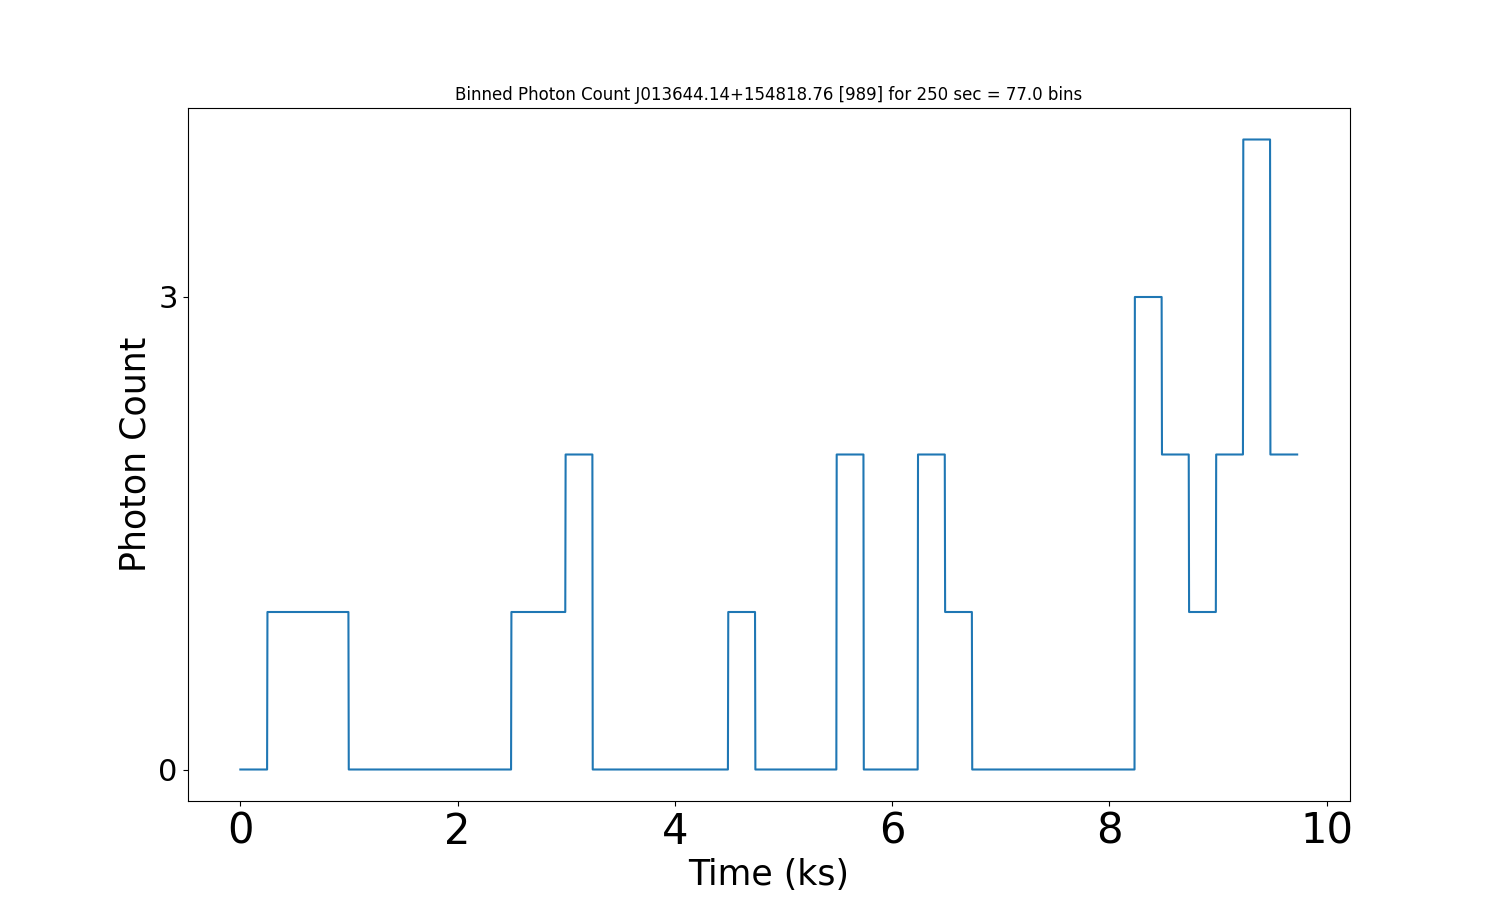 Binned Photon Count J013644.14+154818.76 [989] for 250 sec = 77.0 bins
3
Photon Count
0
0 2 4 6 8 10
Time (ks)